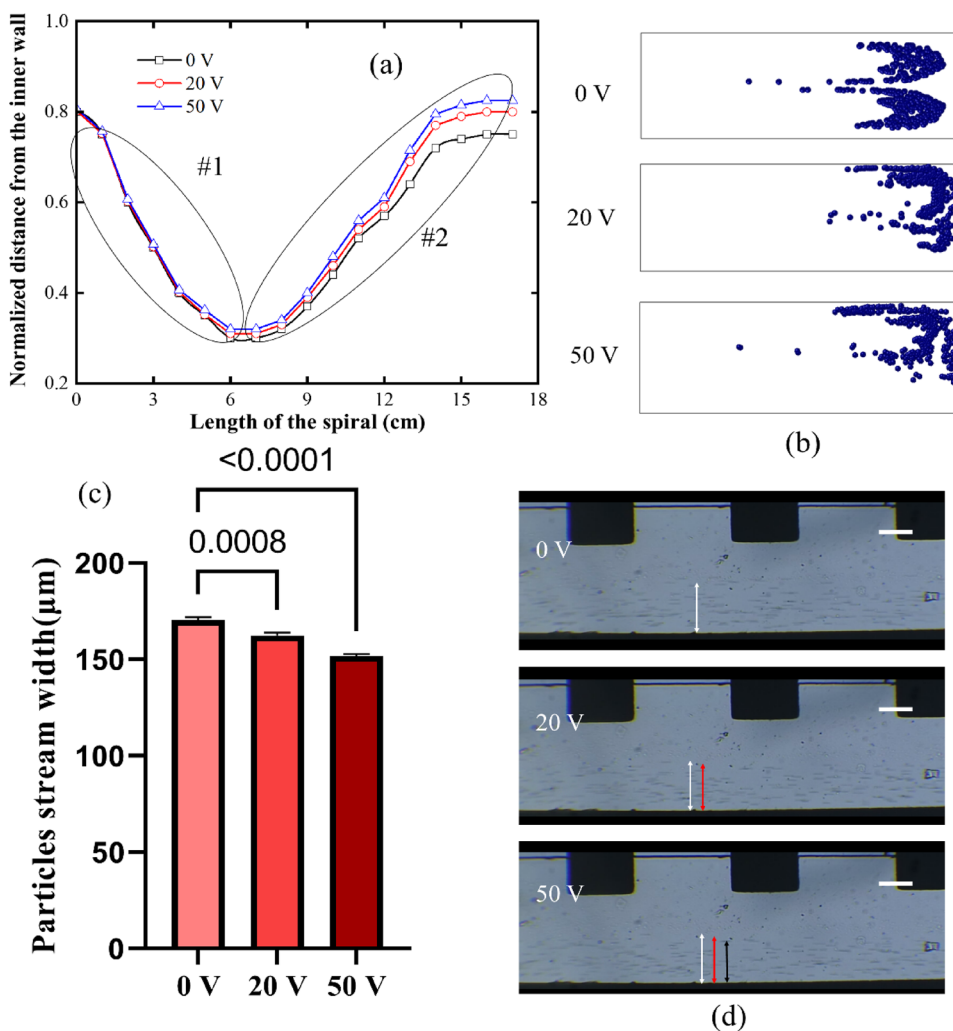 1.0
0.8
0.6
0.4
0.2
Normalized distance from the inner wall
0 V
20 V
50 V
(a)
#1
#2
0
3
6
9
12
15
18
Length of the spiral (cm)
0 V
20 V
50 V
(b)
(c)
<0.0001
0.0008
200
150
100
50
0
Particles stream width(μm)
0 V
20 V
50 V
0 V
20 V
50 V
(d)